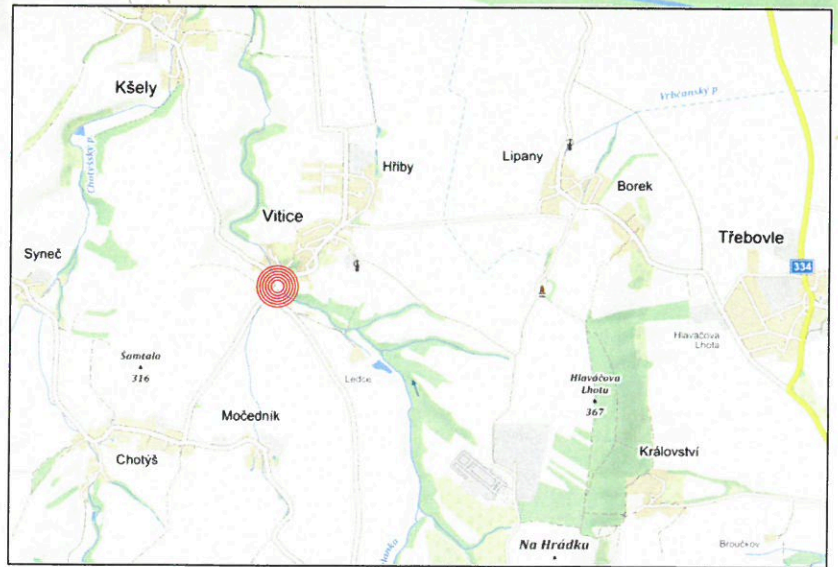 Kšely
Vrbčanský p.
Chotýšský p.
Lipany
Hřiby
Borek
Vitice
Třebovle
Syneč
334
Hlaváčova
Lhota
Šamtala
316
Ledce
Hlaváčova
Lhota
367
Močedník
Chotýš
Království
Na Hrádku
Broučkov